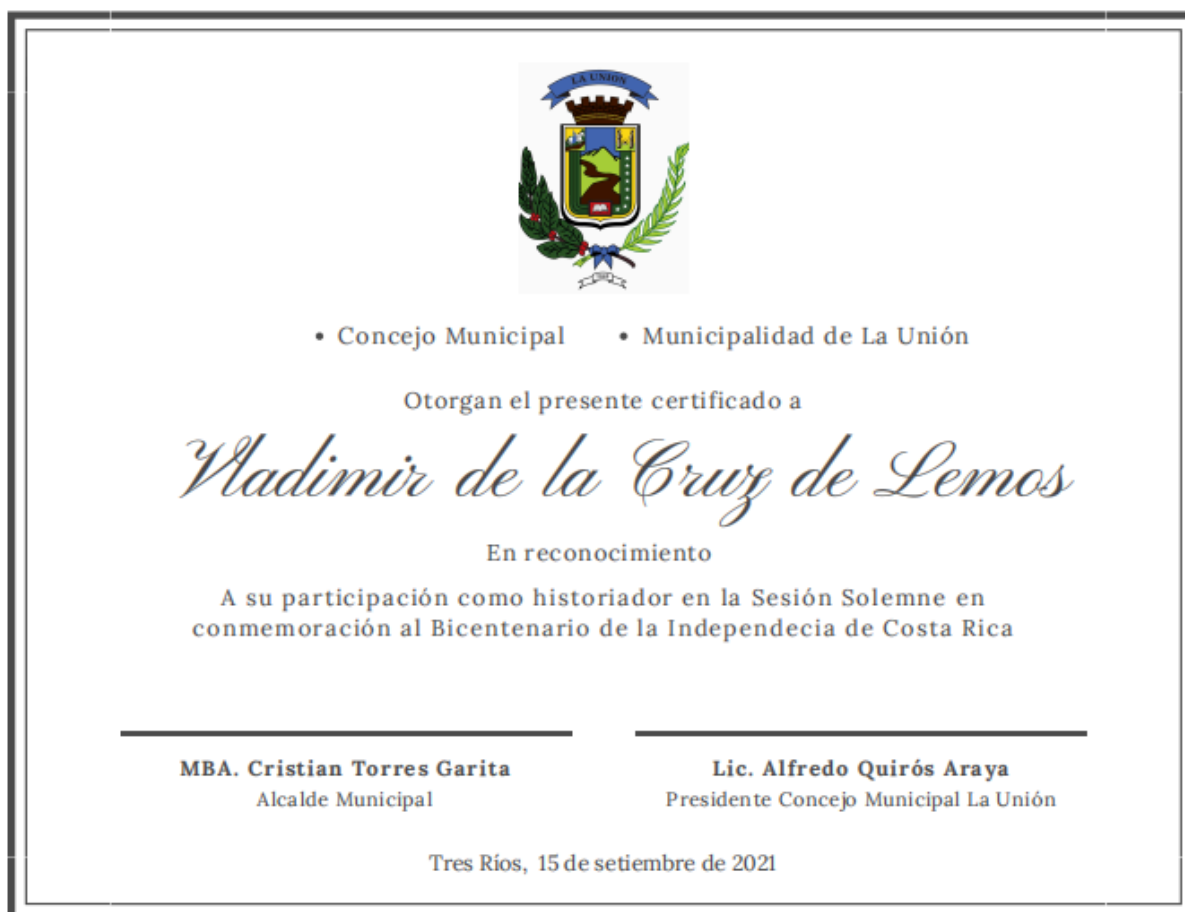 LA UNIÓN
• Concejo Municipal • Municipalidad de La Unión
Otorgan el presente certificado a
Vladimir de la Cruz de Lemos
En reconocimiento
A su participación como historiador en la Sesión Solemne en
conmemoración al Bicentenario de la Independecia de Costa Rica
MBA. Cristian Torres Garita Lic. Alfredo Quirós Araya
Alcalde Municipal Presidente Concejo Municipal La Unión
Tres Ríos, 15 de setiembre de 2021